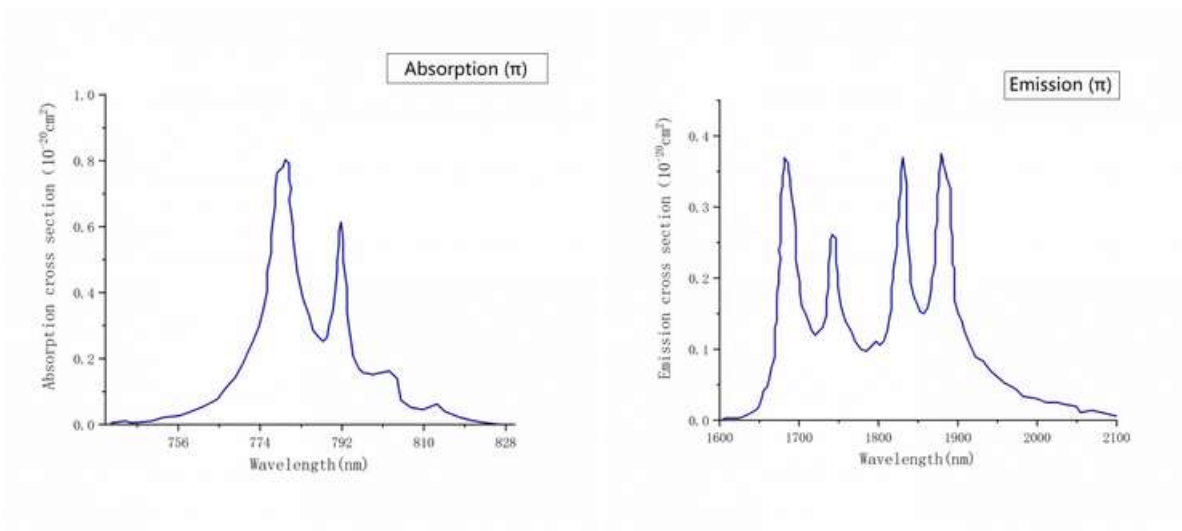 Absorption (π)
1.0
0.8
0.6
0.4
0.2
0.0
Absorption cross section (10⁻²⁰cm²)
756 774 792 810 828
Wavelength(nm)
Emission (π)
0.4
0.3
0.2
0.1
0.0
Emission cross section (10⁻²⁰cm²)
1600 1700 1800 1900 2000 2100
Wavelength(nm)